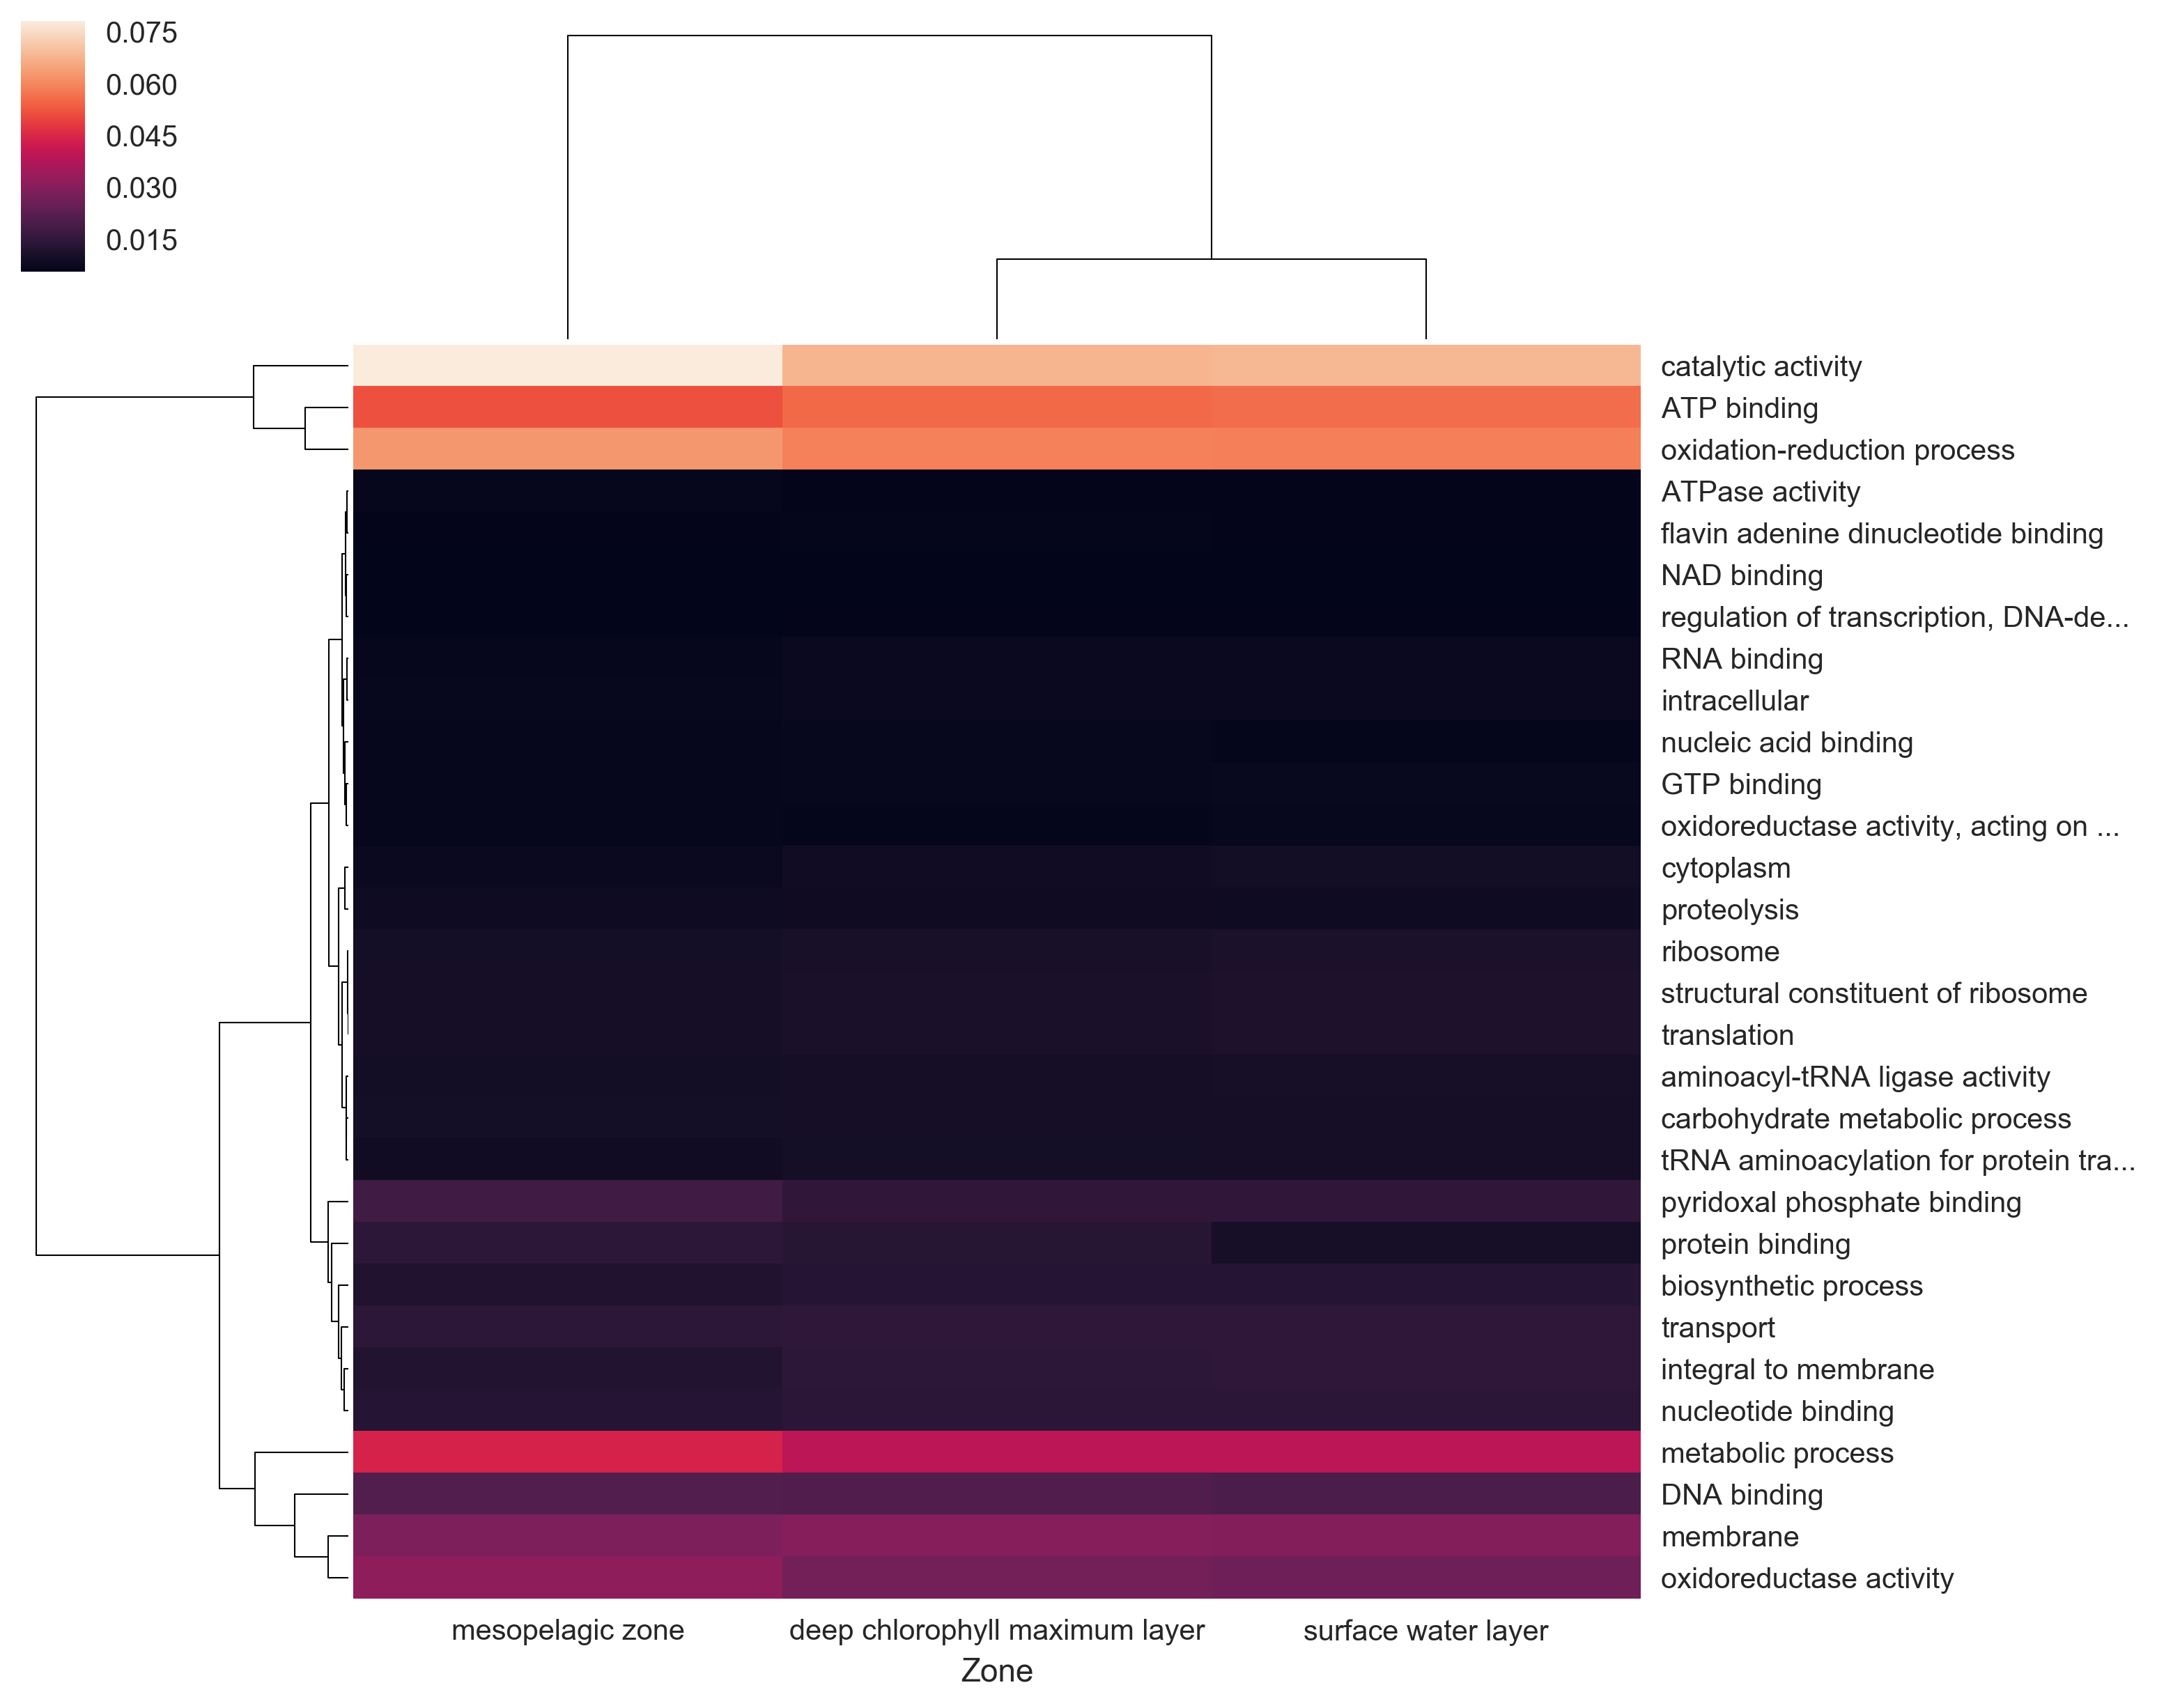 0.075
0.060
0.045
0.030
0.015
catalytic activity
ATP binding
oxidation-reduction process
ATPase activity
flavin adenine dinucleotide binding
NAD binding
regulation of transcription, DNA-de...
RNA binding
intracellular
nucleic acid binding
GTP binding
oxidoreductase activity, acting on ...
cytoplasm
proteolysis
ribosome
structural constituent of ribosome
translation
aminoacyl-tRNA ligase activity
carbohydrate metabolic process
tRNA aminoacylation for protein tra...
pyridoxal phosphate binding
protein binding
biosynthetic process
transport
integral to membrane
nucleotide binding
metabolic process
DNA binding
membrane
oxidoreductase activity
mesopelagic zone deep chlorophyll maximum layer surface water layer
Zone